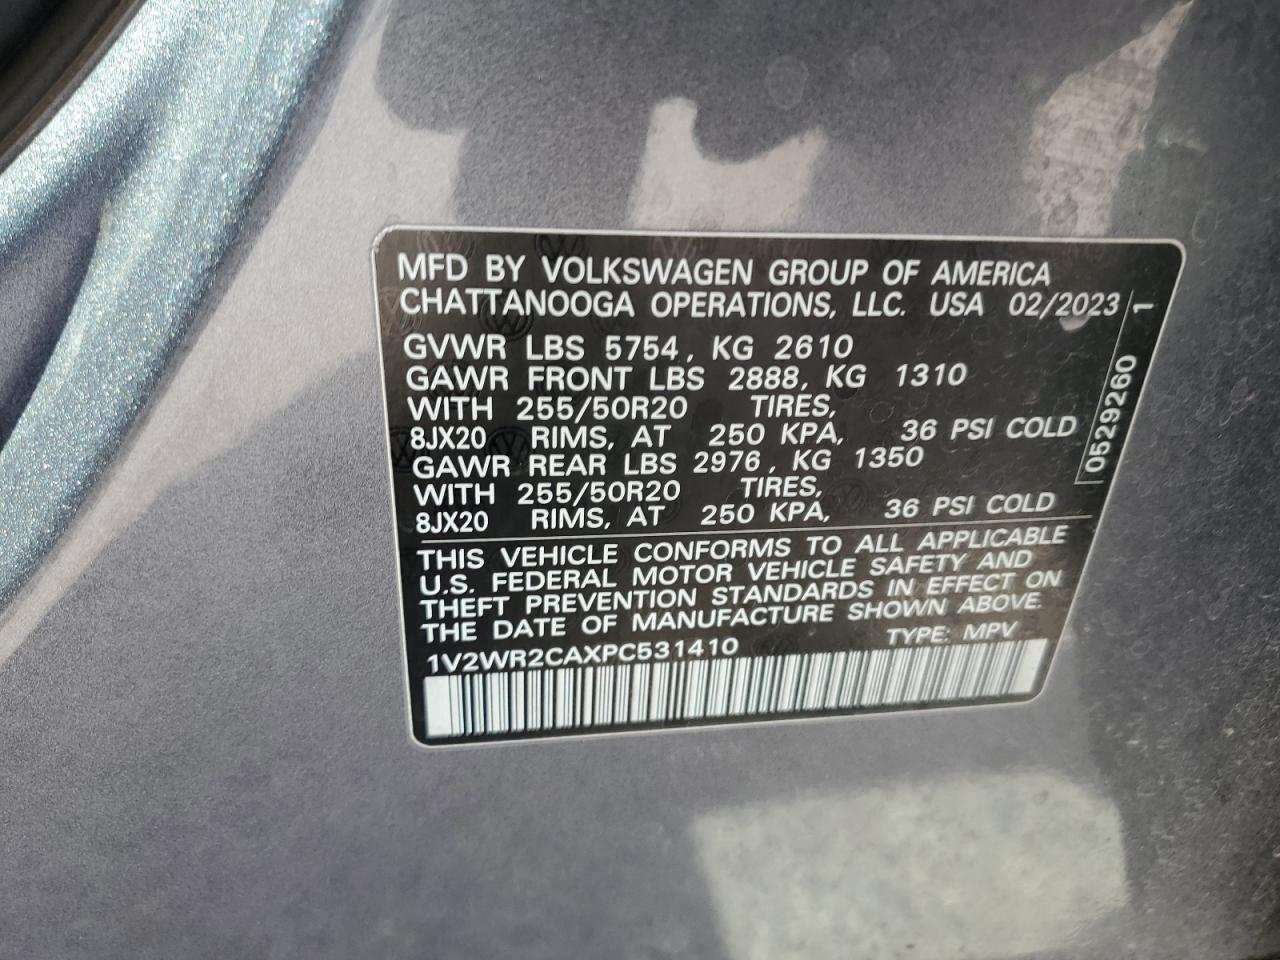 MFD BY VOLKSWAGEN GROUP OF AMERICA
CHATTANOOGA OPERATIONS, LLC. USA 02/2023
GVWR LBS 5754, KG 2610
GAWR FRONT LBS 2888, KG 1310
WITH 255/50R20 TIRES,
8JX20 RIMS, AT 250 KPA, 36 PSI COLD
GAWR REAR LBS 2976, KG 1350
WITH 255/50R20 TIRES,
8JX20 RIMS, AT 250 KPA, 36 PSI COLD
THIS VEHICLE CONFORMS TO ALL APPLICABLE
U.S. FEDERAL MOTOR VEHICLE SAFETY AND
THEFT PREVENTION STANDARDS IN EFFECT ON
THE DATE OF MANUFACTURE SHOWN ABOVE.
1V2WR2CAXPC531410 TYPE: MPV
0529260 1